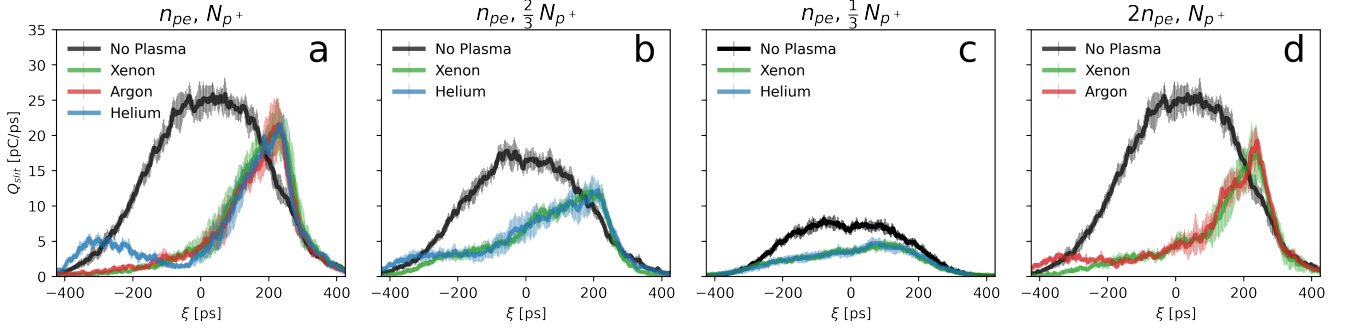 n_pe, N_p+
n_pe, 2/3 N_p+
n_pe, 1/3 N_p+
2n_pe, N_p+
a
No Plasma
Xenon
Argon
Helium
b
No Plasma
Xenon
Helium
c
No Plasma
Xenon
Helium
d
No Plasma
Xenon
Argon
Q_slit [pC/ps]
35
30
25
20
15
10
5
0
−400 −200 0 200 400
−400 −200 0 200 400
−400 −200 0 200 400
−400 −200 0 200 400
ξ [ps]
ξ [ps]
ξ [ps]
ξ [ps]